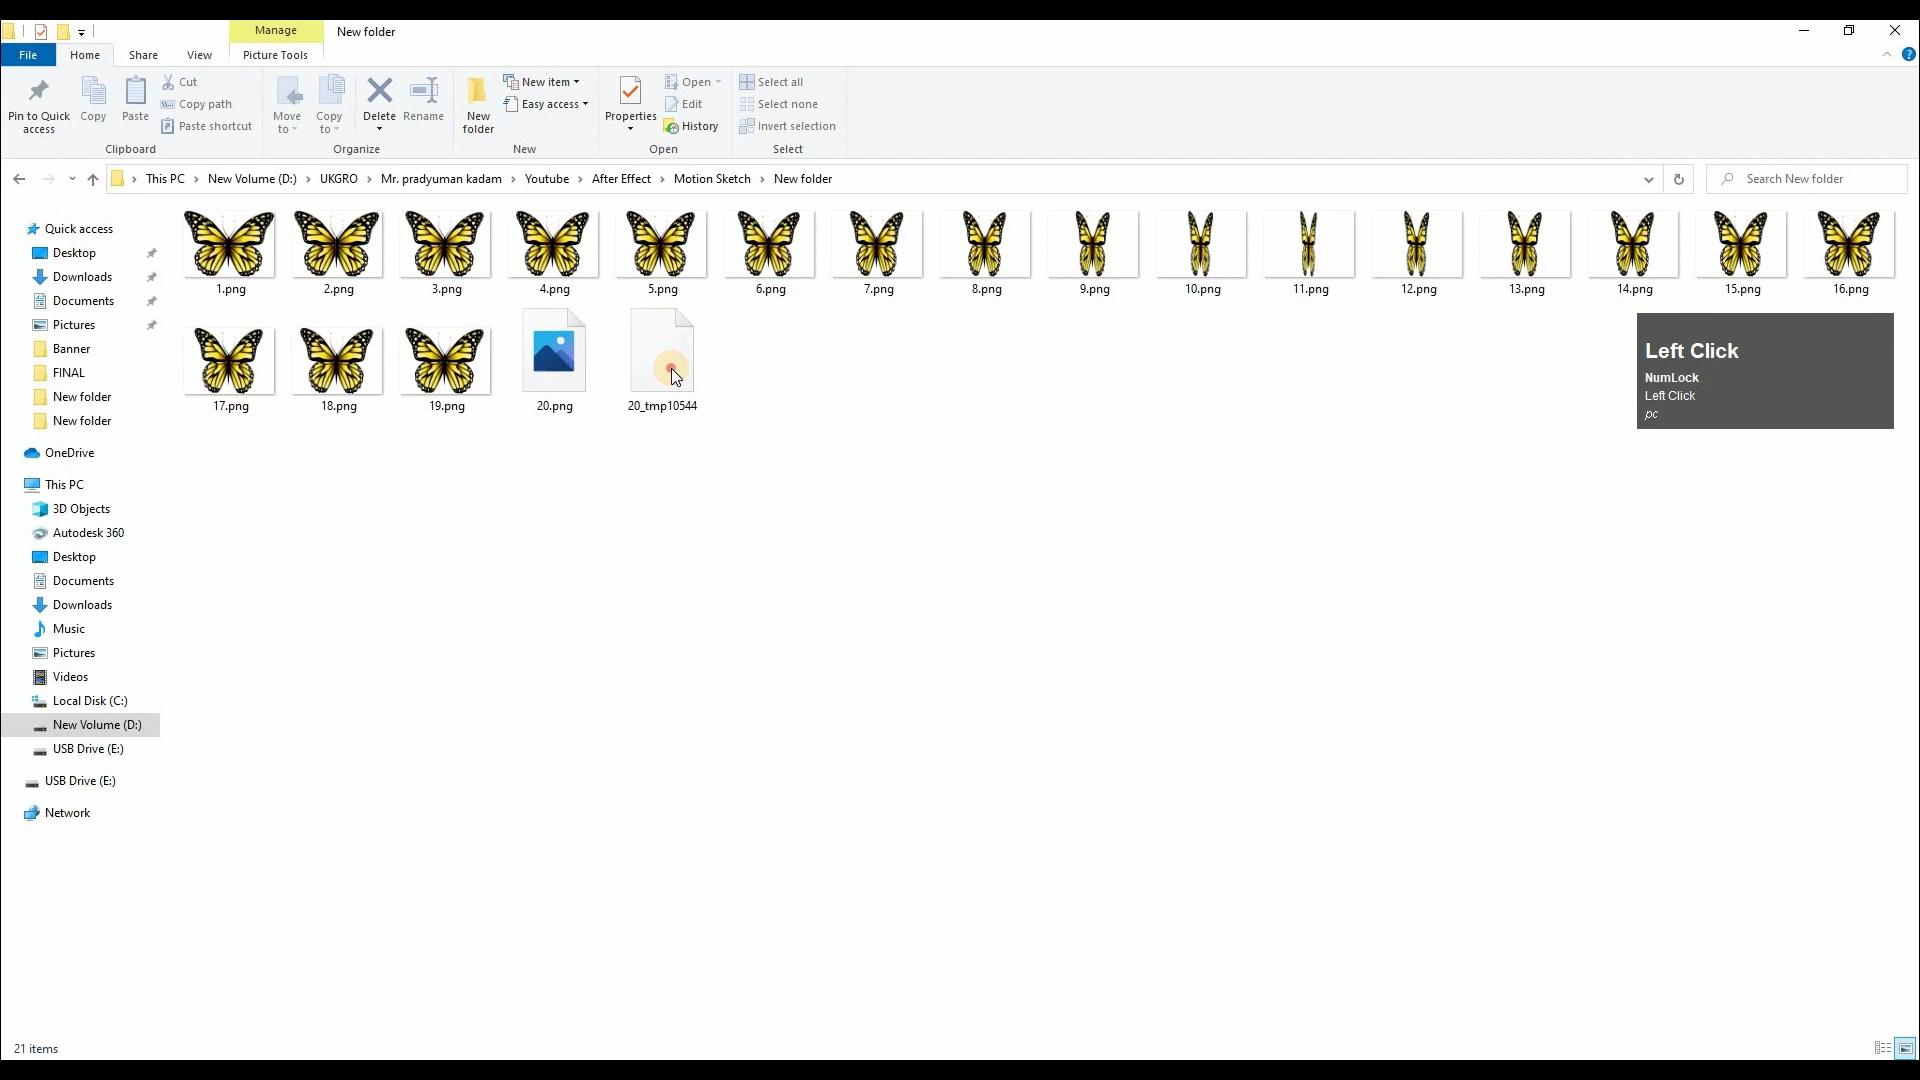 Manage
New folder
File
Home
Share
View
Picture Tools
Pin to Quick access
Copy
Paste
Cut
Copy path
Paste shortcut
Clipboard
Move to
Copy to
Delete
Rename
Organize
New folder
New item
Easy access
New
Properties
Open
Edit
History
Open
Select all
Select none
Invert selection
Select
This PC > New Volume (D:) > UKGRO > Mr. pradyuman kadam > Youtube > After Effect > Motion Sketch > New folder
Search New folder
Quick access
Desktop
Downloads
Documents
Pictures
Banner
FINAL
New folder
New folder
OneDrive
This PC
3D Objects
Autodesk 360
Desktop
Documents
Downloads
Music
Pictures
Videos
Local Disk (C:)
New Volume (D:)
USB Drive (E:)
USB Drive (E:)
Network
1.png
2.png
3.png
4.png
5.png
6.png
7.png
8.png
9.png
10.png
11.png
12.png
13.png
14.png
15.png
16.png
17.png
18.png
19.png
20.png
20_tmp10544
Left Click
NumLock
Left Click
pc
21 items